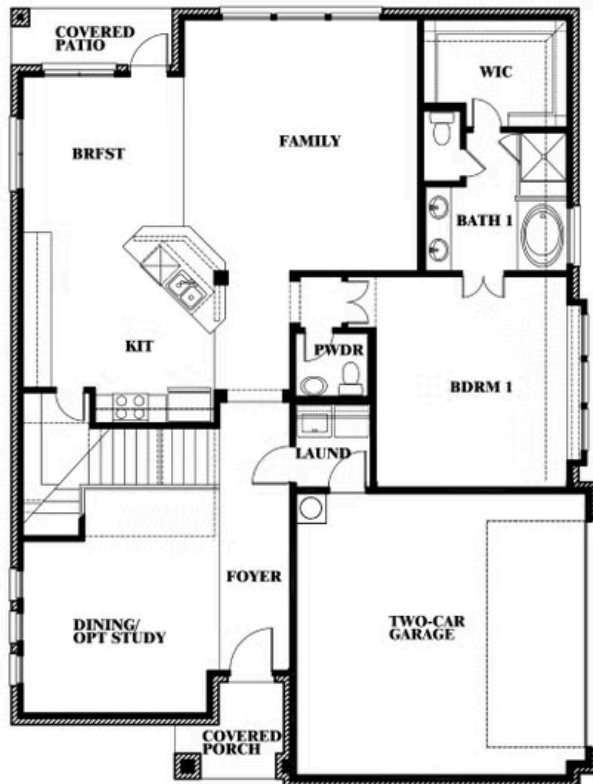 COVERED
PATIO
WIC
BRFST
FAMILY
BATH 1
KIT
PWDR
BDRM 1
LAUND
FOYER
DINING/
OPT STUDY
TWO-CAR
GARAGE
COVERED
PORCH